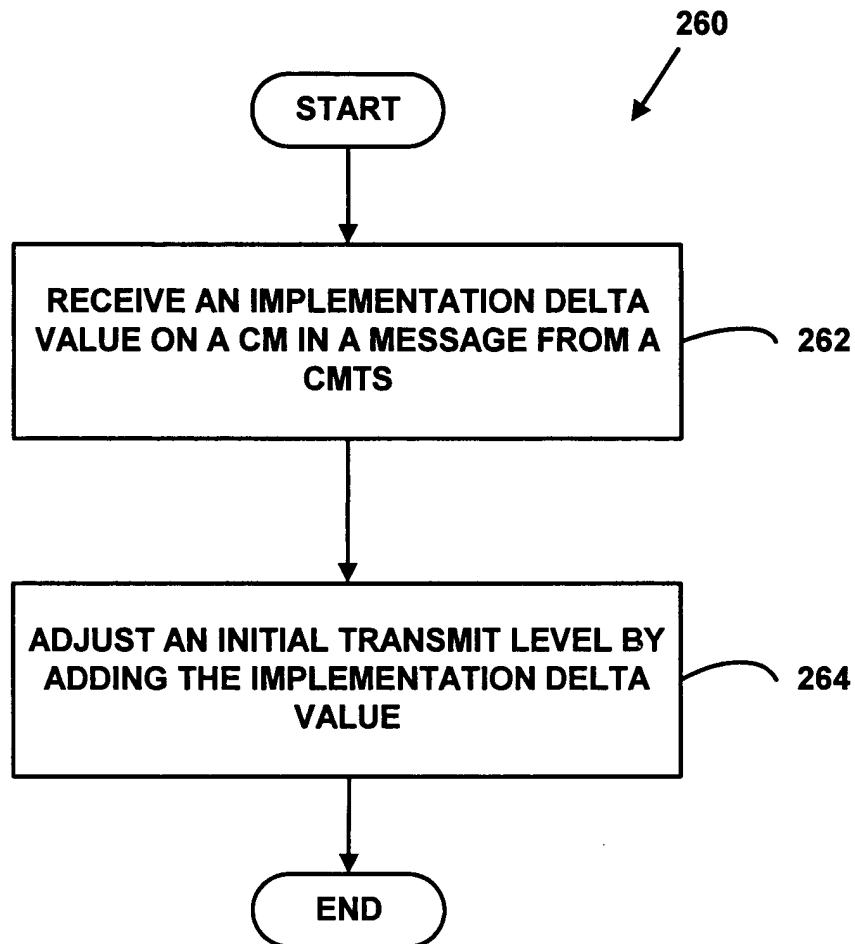 260
START
RECEIVE AN IMPLEMENTATION DELTA
VALUE ON A CM IN A MESSAGE FROM A
CMTS
262
ADJUST AN INITIAL TRANSMIT LEVEL BY
ADDING THE IMPLEMENTATION DELTA
VALUE
264
END